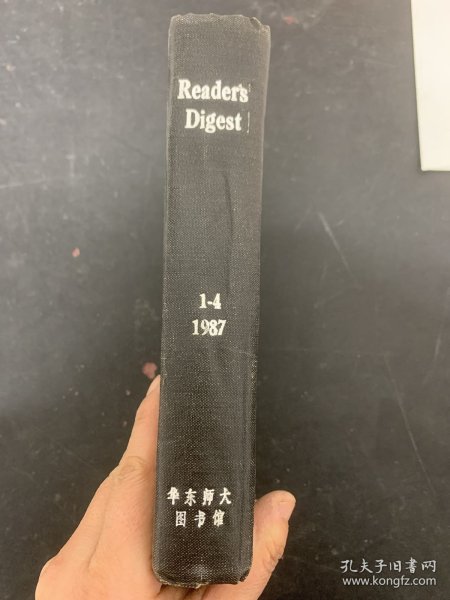 Reader's
Digest
1-4
1987
华东师大
图书馆
孔夫子旧书网
www.kongfz.com